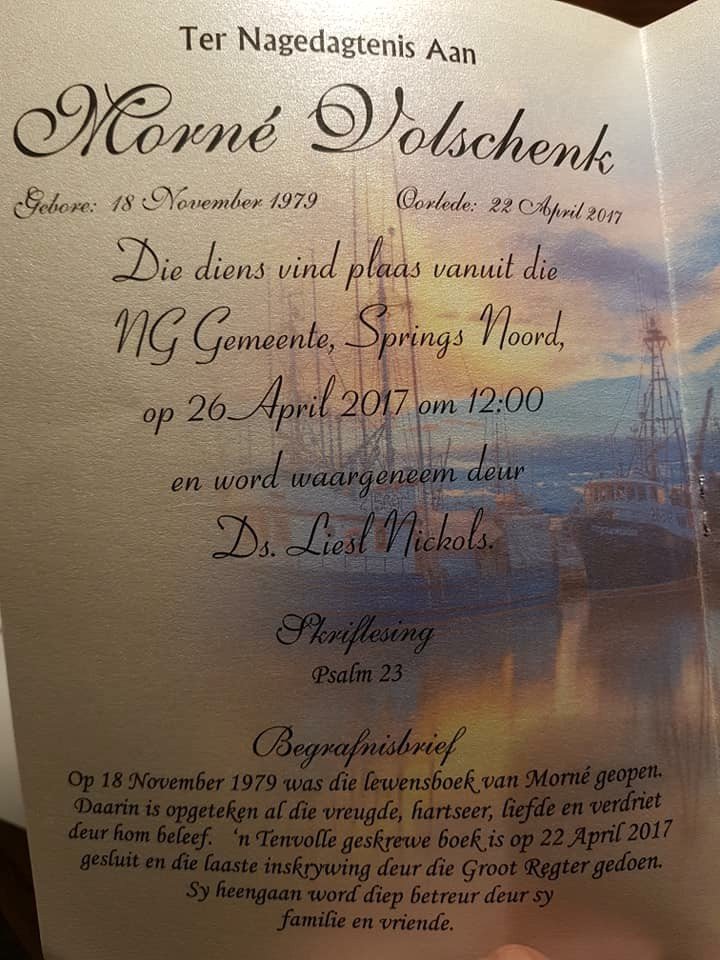 Ter Nagedagtenis Aan
Morné Volschenk
Gebore: 18 November 1979 Oorlede: 22 April 2017
Die diens vind plaas vanuit die
NG Gemeente, Springs Noord,
op 26 April 2017 om 12:00
en word waargeneem deur
Ds. Liesl Nickols.
Skriflesing
Psalm 23
Begrafnisbrief
Op 18 November 1979 was die lewensboek van Morné geopen.
Daarin is opgeteken al die vreugde, hartseer, liefde en verdriet
deur hom beleef. 'n Tenvolle geskrewe boek is op 22 April 2017
gesluit en die laaste inskrywing deur die Groot Regter gedoen.
Sy heengaan word diep betreur deur sy
familie en vriende.